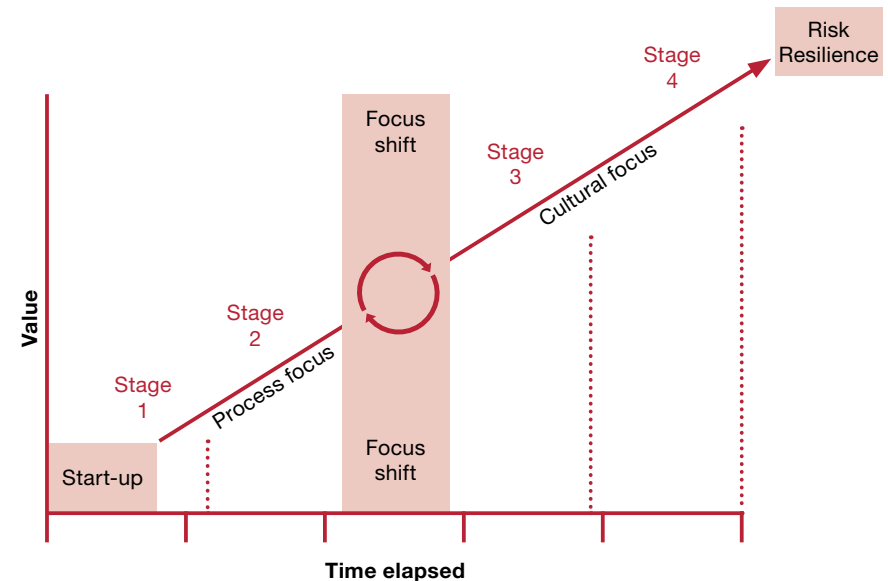 Risk
Resilience
Stage
4
Focus
shift
Stage
3
Cultural focus
Value
Stage
2
Process focus
Stage
1
Focus
shift
Start-up
Time elapsed